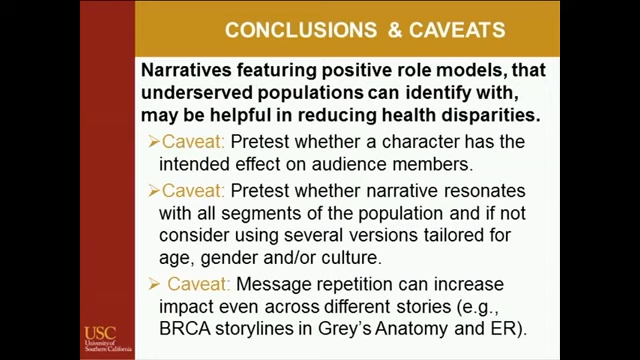 CONCLUSIONS & CAVEATS
Narratives featuring positive role models, that
underserved populations can identify with,
may be helpful in reducing health disparities.
➢Caveat: Pretest whether a character has the
intended effect on audience members.
➢Caveat: Pretest whether narrative resonates
with all segments of the population and if not
consider using several versions tailored for
age, gender and/or culture.
➢ Caveat: Message repetition can increase
impact even across different stories (e.g.,
BRCA storylines in Grey's Anatomy and ER).
USC
University of
Southern California